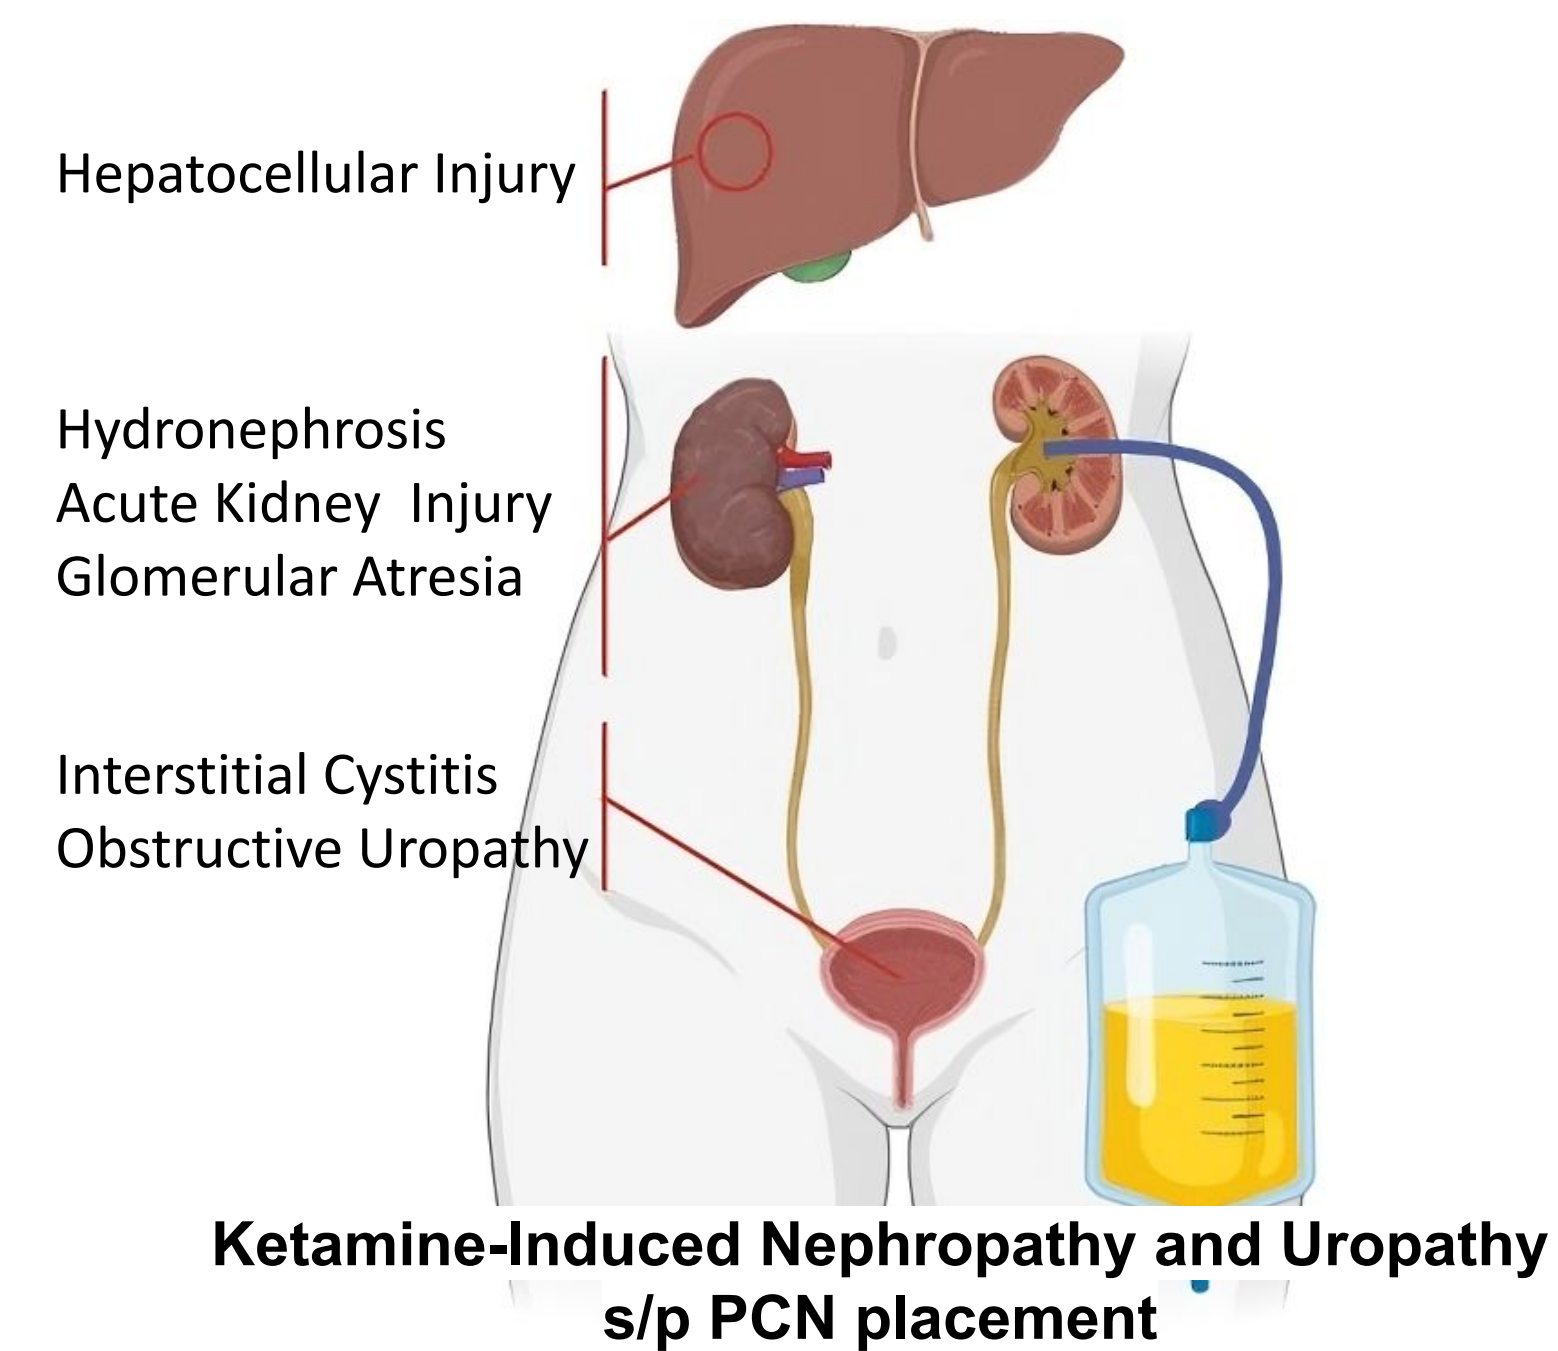 Hepatocellular Injury
Hydronephrosis
Acute Kidney  Injury
Glomerular Atresia
Interstitial Cystitis
Obstructive Uropathy
Ketamine-Induced Nephropathy and Uropathy
s/p PCN placement